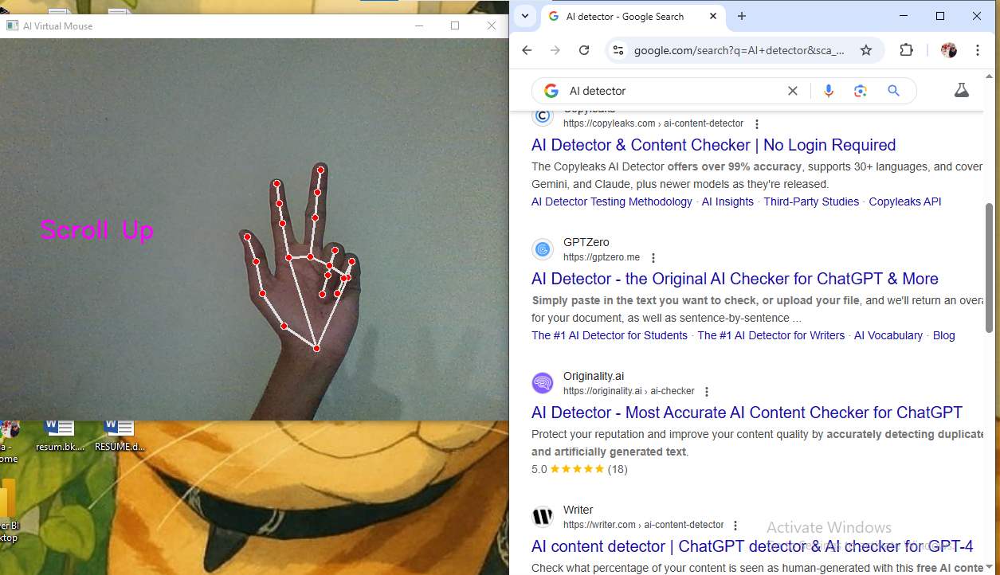 AI Virtual Mouse
Scroll Up
resum.bk....
RESUME.d...
a -
ome
er BI
ktop
AI detector - Google Search
google.com/search?q=AI+detector&sca_...
AI detector
Copyleaks
https://copyleaks.com › ai-content-detector
AI Detector & Content Checker | No Login Required
The Copyleaks AI Detector offers over 99% accuracy, supports 30+ languages, and cover
Gemini, and Claude, plus newer models as they're released.
AI Detector Testing Methodology · AI Insights · Third-Party Studies · Copyleaks API
GPTZero
https://gptzero.me
AI Detector - the Original AI Checker for ChatGPT & More
Simply paste in the text you want to check, or upload your file, and we'll return an overa
for your document, as well as sentence-by-sentence ...
The #1 AI Detector for Students · The #1 AI Detector for Writers · AI Vocabulary · Blog
Originality.ai
https://originality.ai › ai-checker
AI Detector - Most Accurate AI Content Checker for ChatGPT
Protect your reputation and improve your content quality by accurately detecting duplicate
and artificially generated text.
5.0 ★★★★★ (18)
Writer
https://writer.com › ai-content-detector
AI content detector | ChatGPT detector & AI checker for GPT-4
Check what percentage of your content is seen as human-generated with this free AI conte
Activate Windows
Go to Settings to activate Windows.